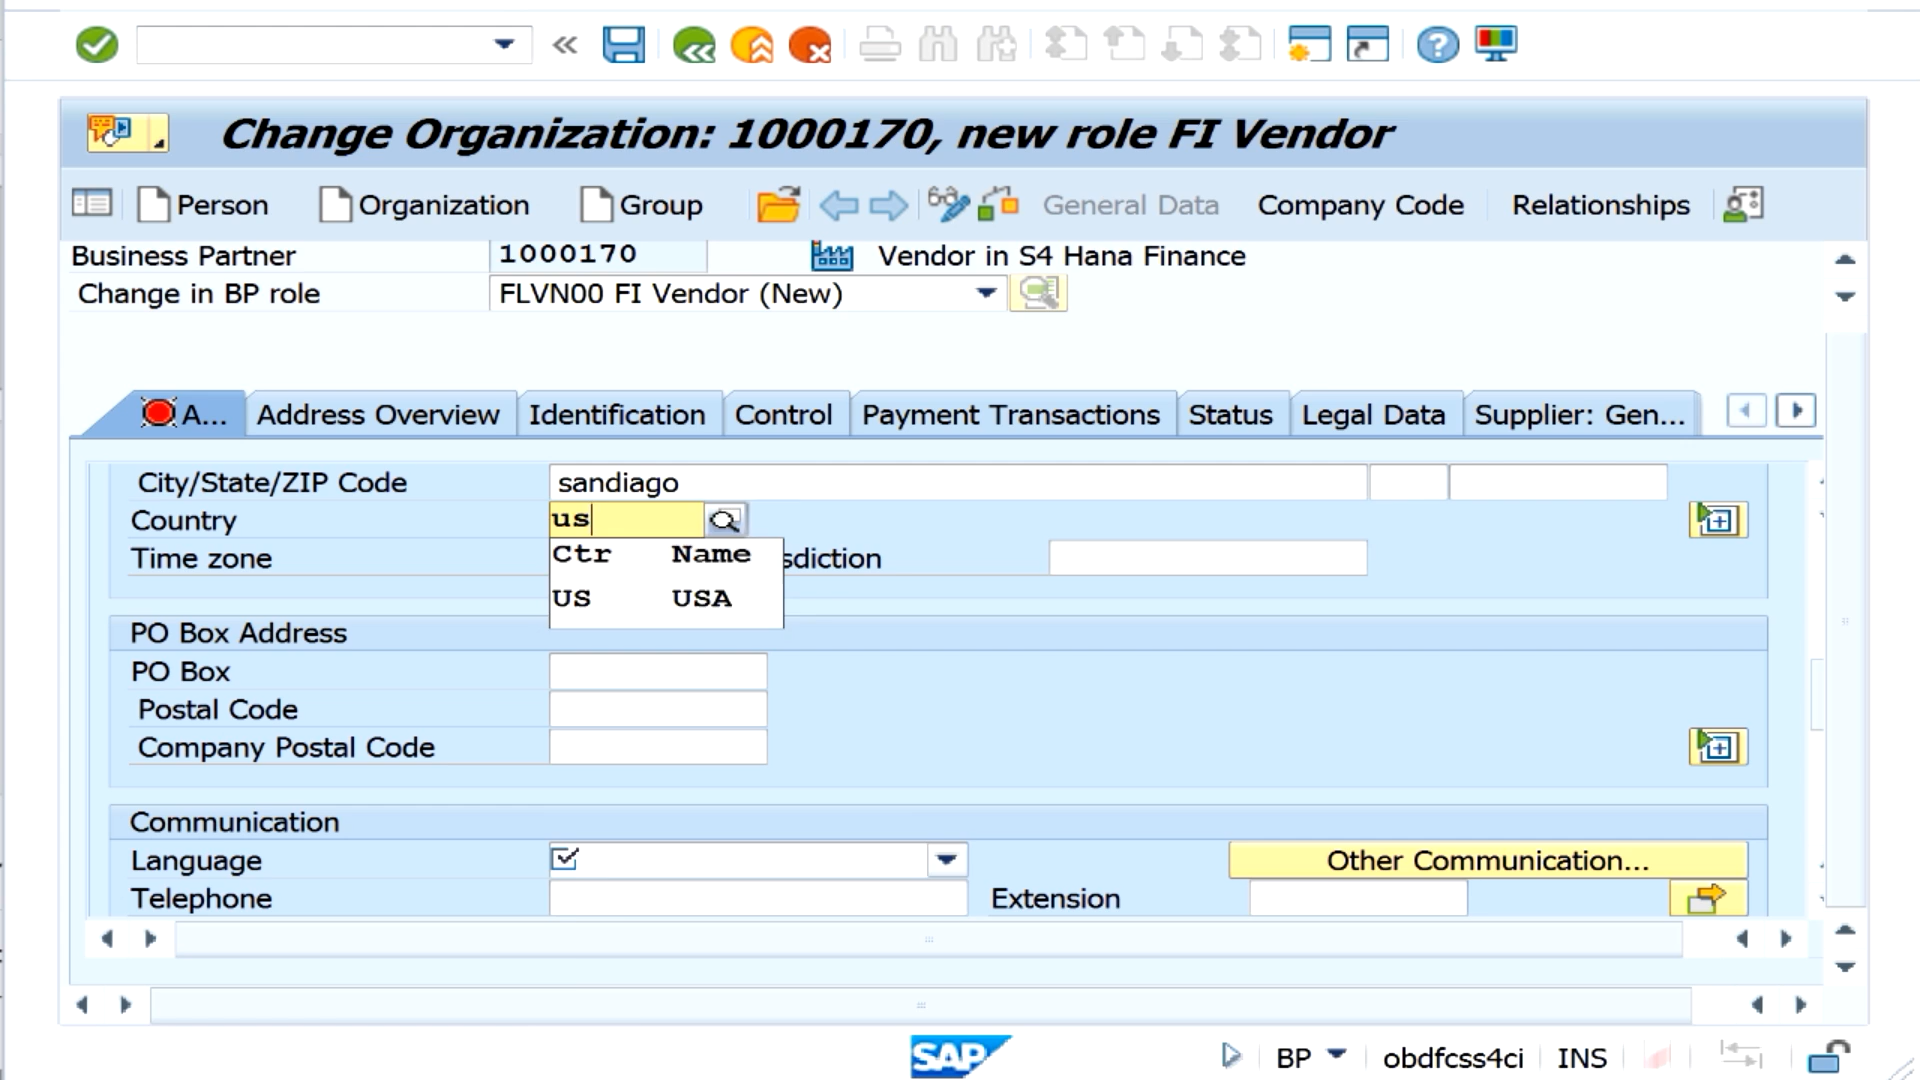 Change Organization: 1000170, new role FI Vendor
Person Organization Group General Data Company Code Relationships
Business Partner 1000170 Vendor in S4 Hana Finance
Change in BP role FLVN00 FI Vendor (New)
A... Address Overview Identification Control Payment Transactions Status Legal Data Supplier: Gen...
City/State/ZIP Code sandiago
Country us
Time zone sdiction
Ctr Name
US USA
PO Box Address
PO Box
Postal Code
Company Postal Code
Communication
Language Other Communication...
Telephone Extension
SAP BP obdfcss4ci INS